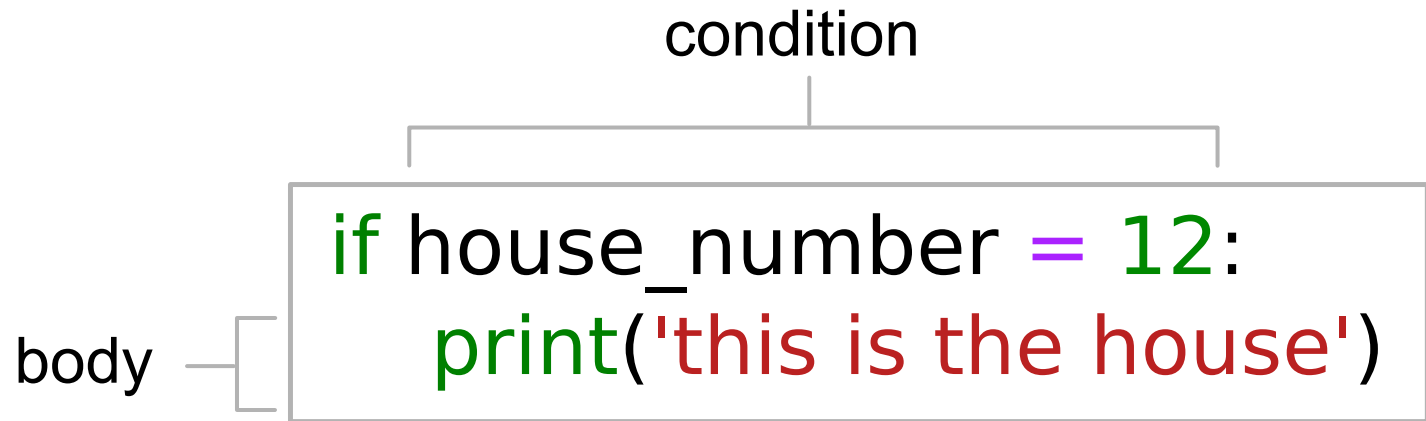 condition
if house_number = 12:
body
print('this is the house')